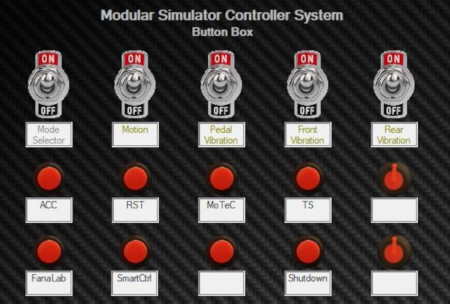 Modular Simulator Controller System
Button Box
ON ON ON ON ON
OFF OFF OFF OFF OFF
Mode Selector
Motion
Pedal Vibration
Front Vibration
Rear Vibration
ACC RST MoTeC TS
FanaLab SmartCtrl Shutdown